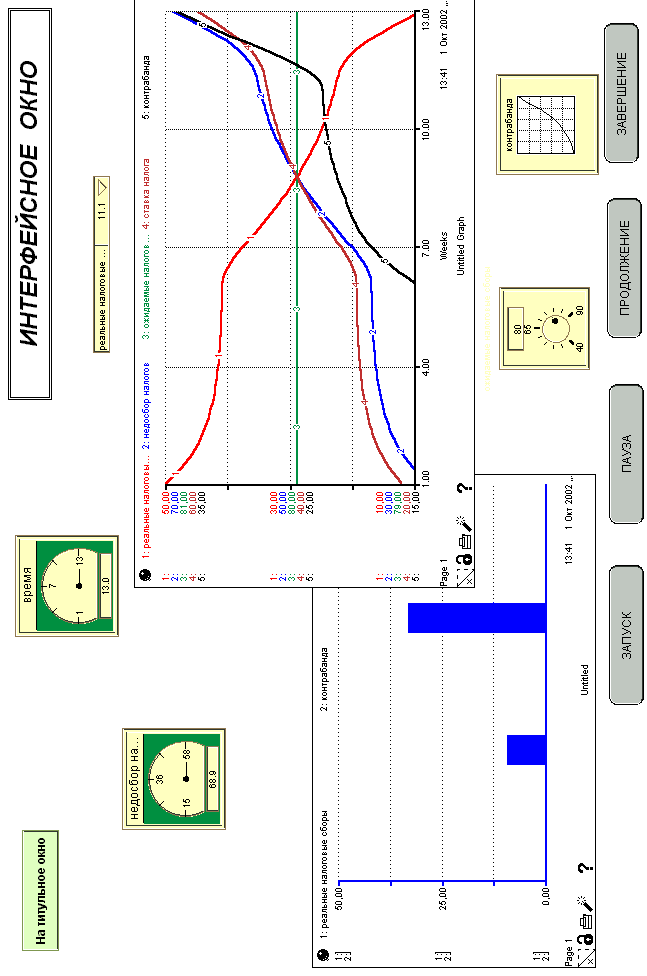 На титульное окно
ИНТЕРФЕЙСНОЕ ОКНО
время
7
1
13
13.0
недосбор на...
36
15
58
68.9
реальные налоговые ...
11.1
1: реальные налоговы...
2: недосбор налогов
3: ожидаемые налогов ...
4: ставка налога
5: контрабанда
1:
2:
3:
4:
5:
50,00
70,00
81,00
60,00
35,00
1:
2:
3:
4:
5:
30,00
50,00
80,00
40,00
25,00
1:
2:
3:
4:
5:
10,00
30,00
79,00
20,00
15,00
1.00
4.00
7.00
10.00
13.00
Page 1
Weeks
13:41
1 Окт 2002 ...
Untitled Graph
?
контрабанда
80
65
40
90
1: реальные налоговые сборы
2: контрабанда
1:
2:
50,00
1:
2:
25,00
1:
2:
0,00
Page 1
13:41
1 Окт 2002 ...
Untitled
?
ЗАПУСК
ПАУЗА
ПРОДОЛЖЕНИЕ
ЗАВЕРШЕНИЕ